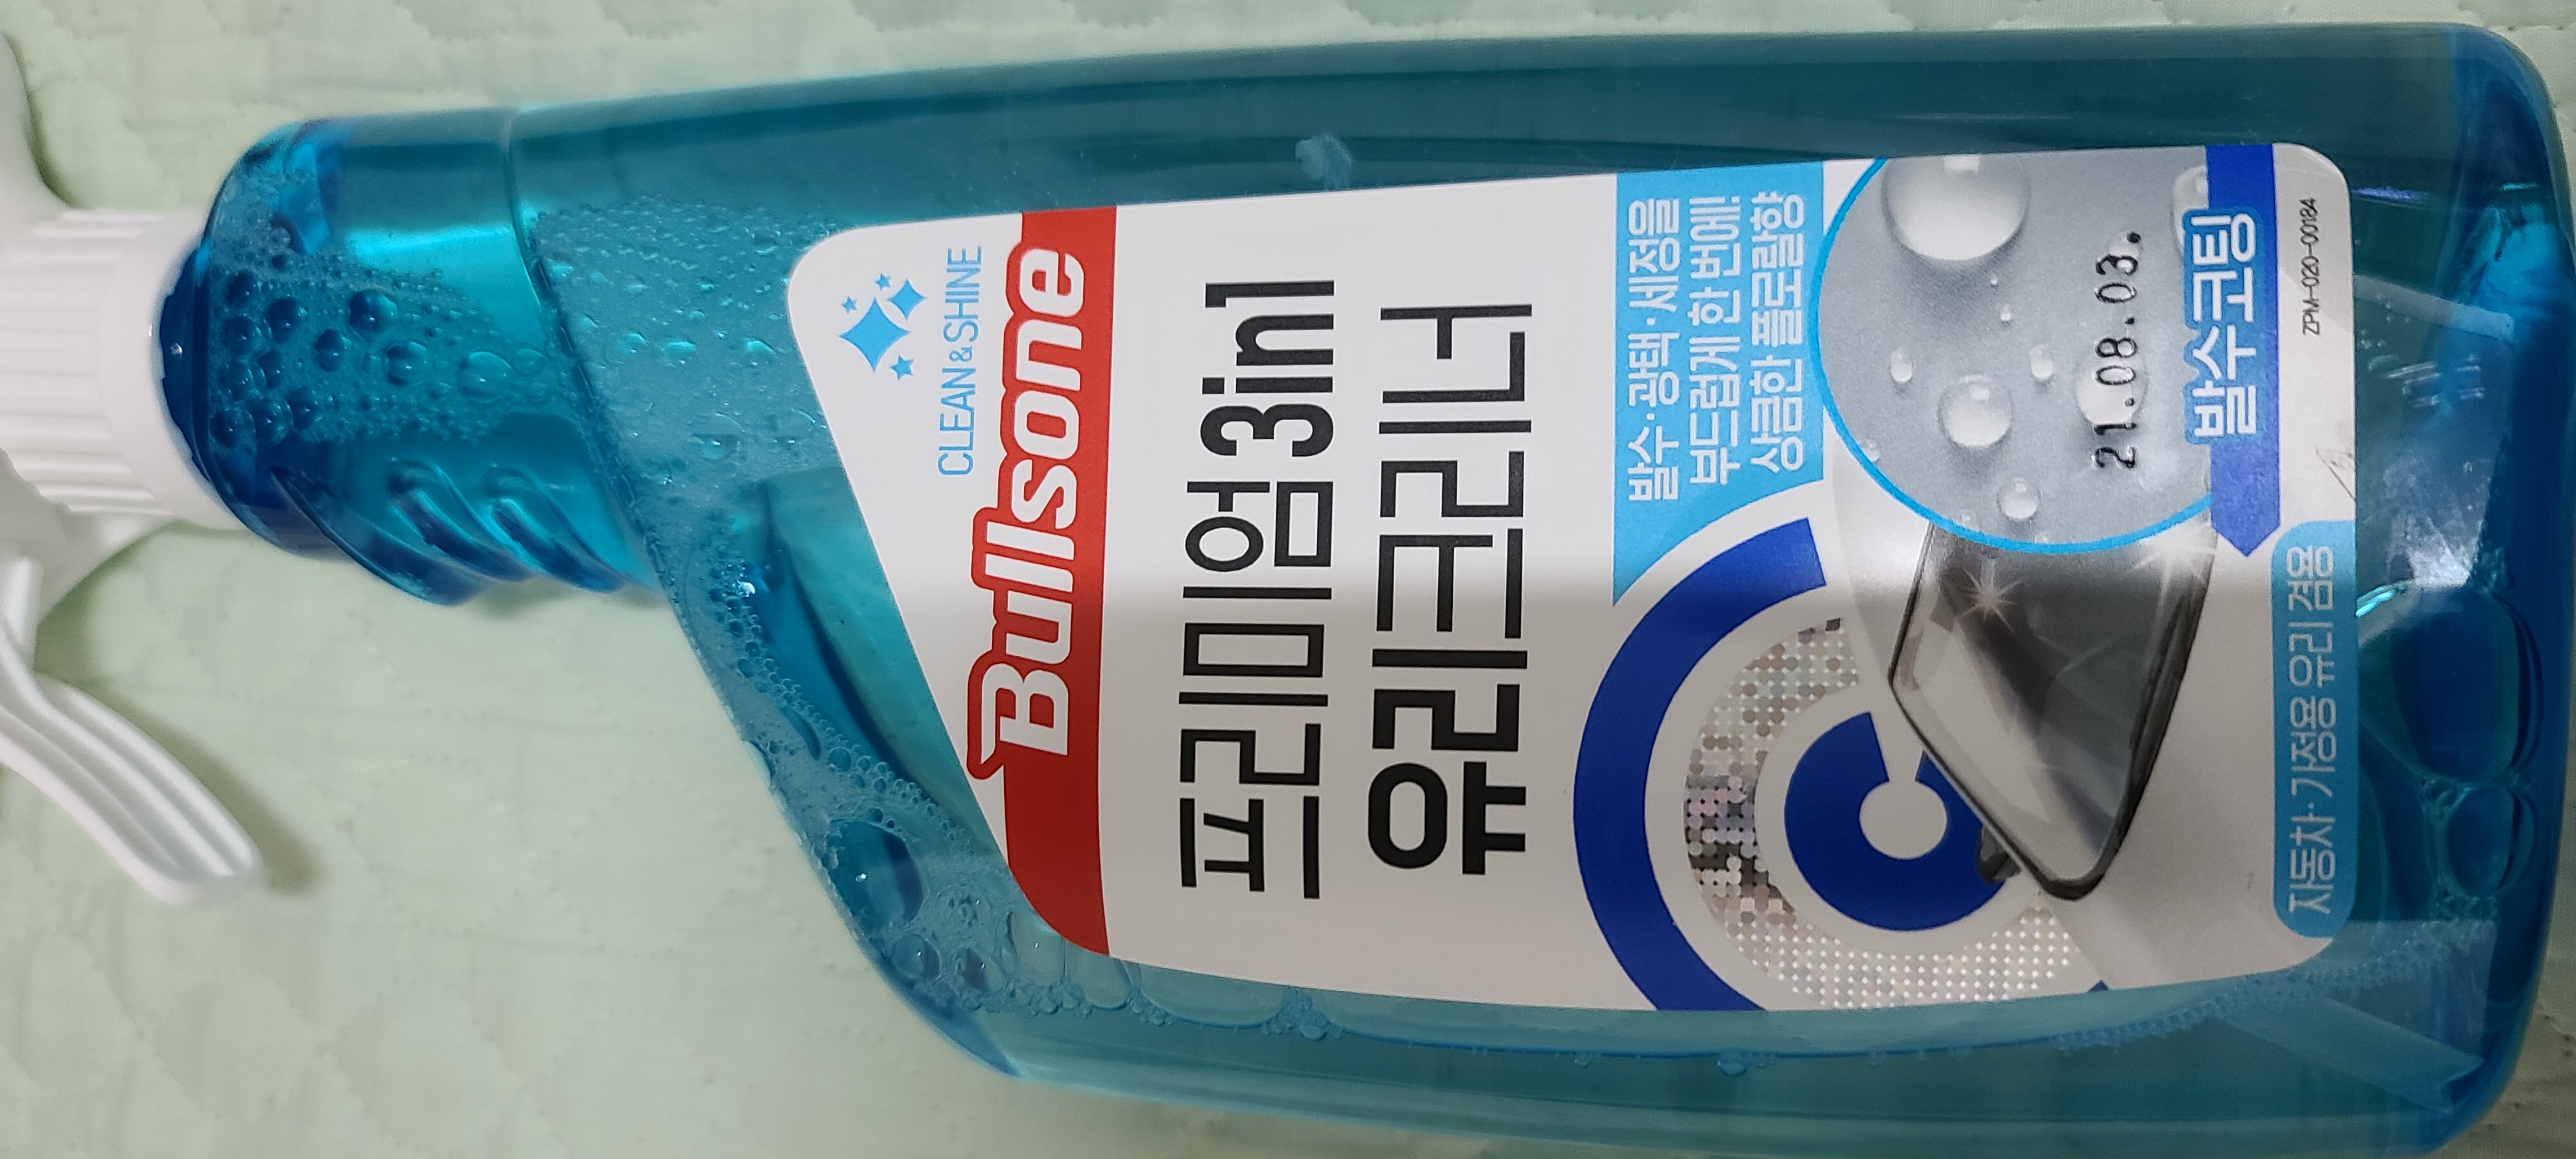 CLEAN & SHINE
Bullsone
프리미엄 3in1
유리크리너
발수·광택·세정을
부드럽게 한 번에!
상큼한 플로랄향
21.08.03.
발수코팅
자동차·가정용 유리 겸용
ZPM-020-00184